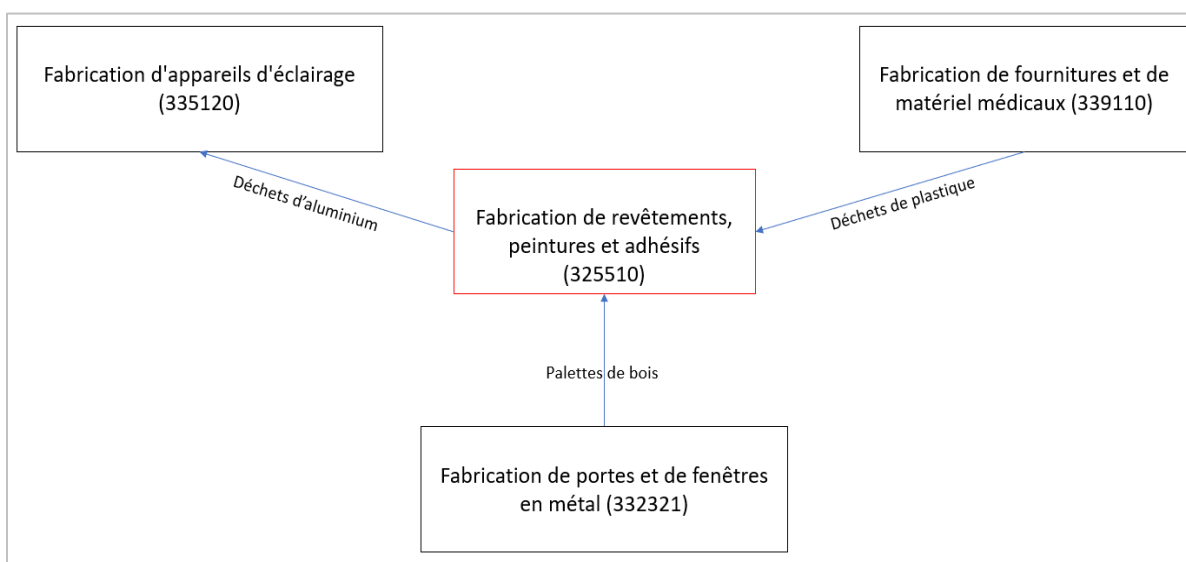 Fabrication d'appareils d'éclairage
(335120)
Fabrication de fournitures et de
matériel médicaux (339110)
Déchets d’aluminium
Déchets de plastique
Fabrication de revêtements,
peintures et adhésifs
(325510)
Palettes de bois
Fabrication de portes et de fenêtres
en métal (332321)